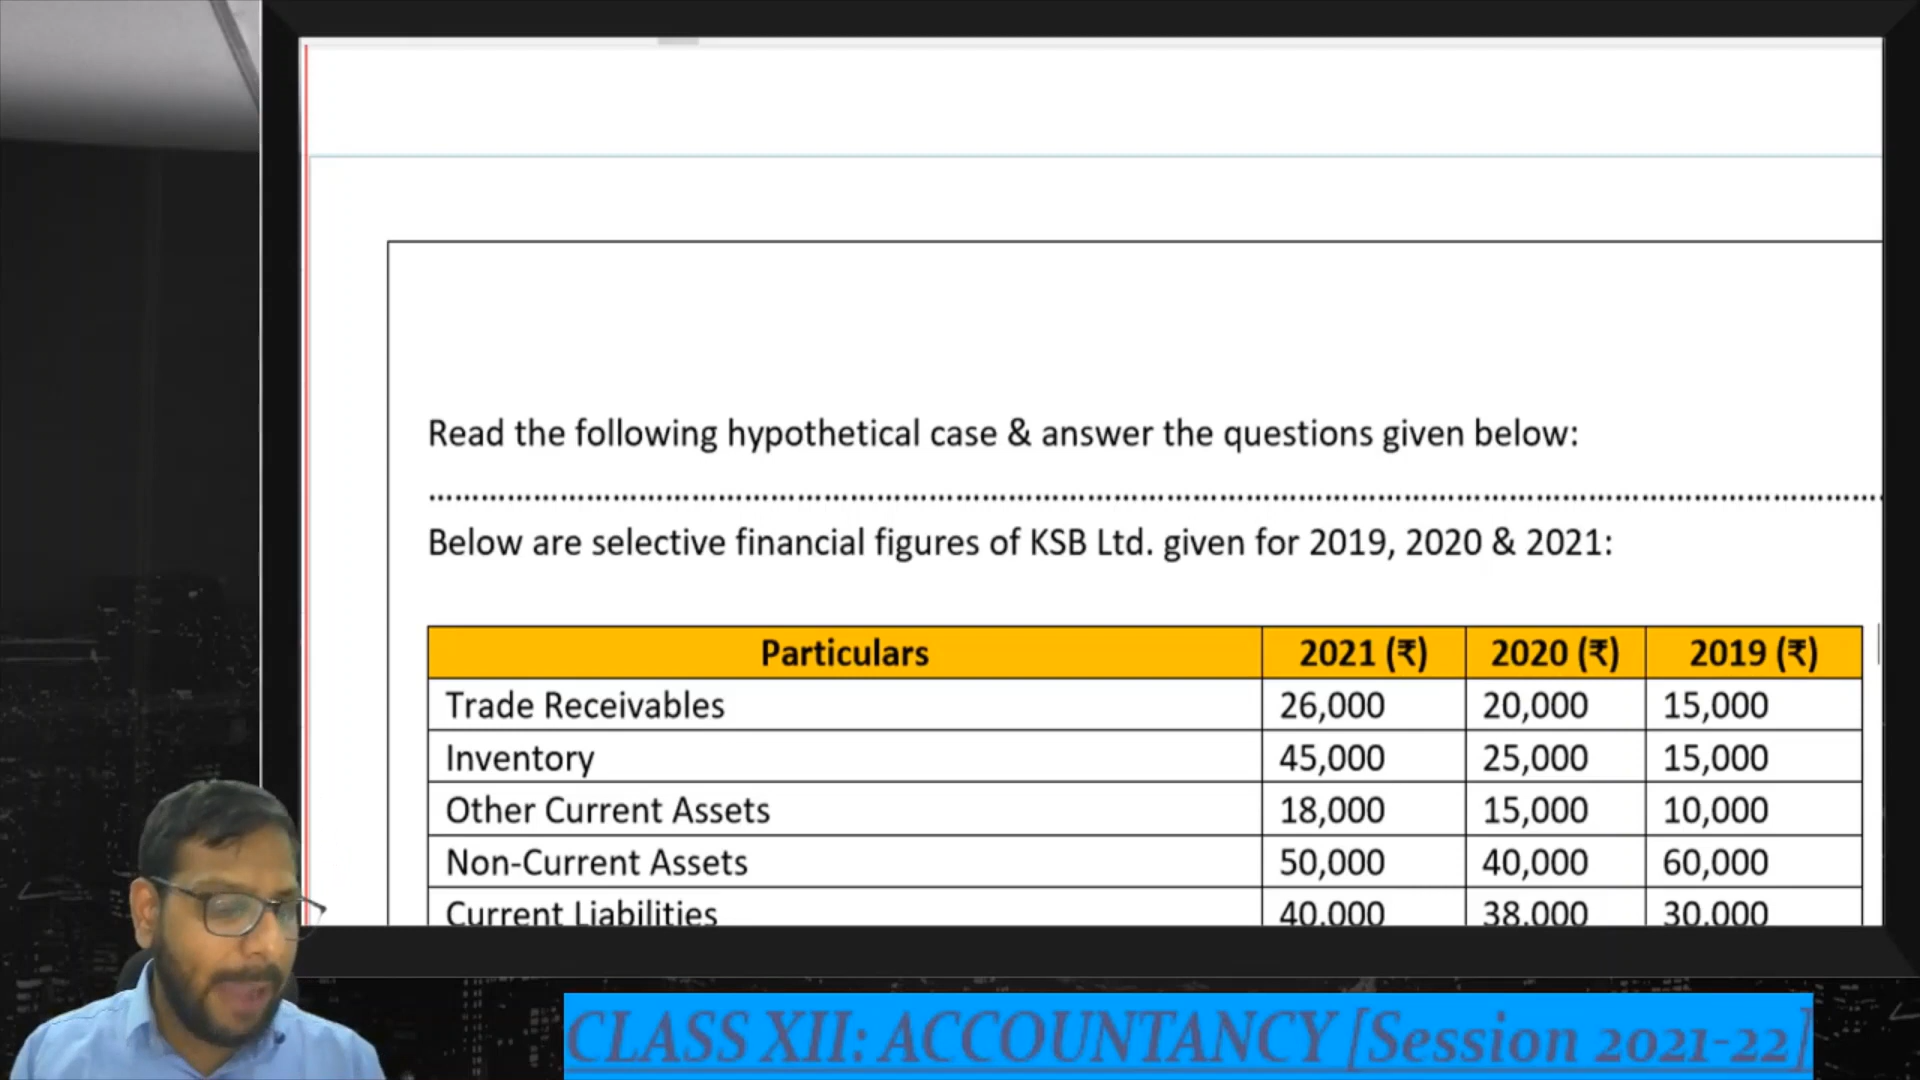 Read the following hypothetical case & answer the questions given below:
Below are selective financial figures of KSB Ltd. given for 2019, 2020 & 2021:
Particulars 2021 (₹) 2020 (₹) 2019 (₹)
Trade Receivables 26,000 20,000 15,000
Inventory 45,000 25,000 15,000
Other Current Assets 18,000 15,000 10,000
Non-Current Assets 50,000 40,000 60,000
Current Liabilities 40,000 38,000 30,000
CLASS XII: ACCOUNTANCY [Session 2021-22]